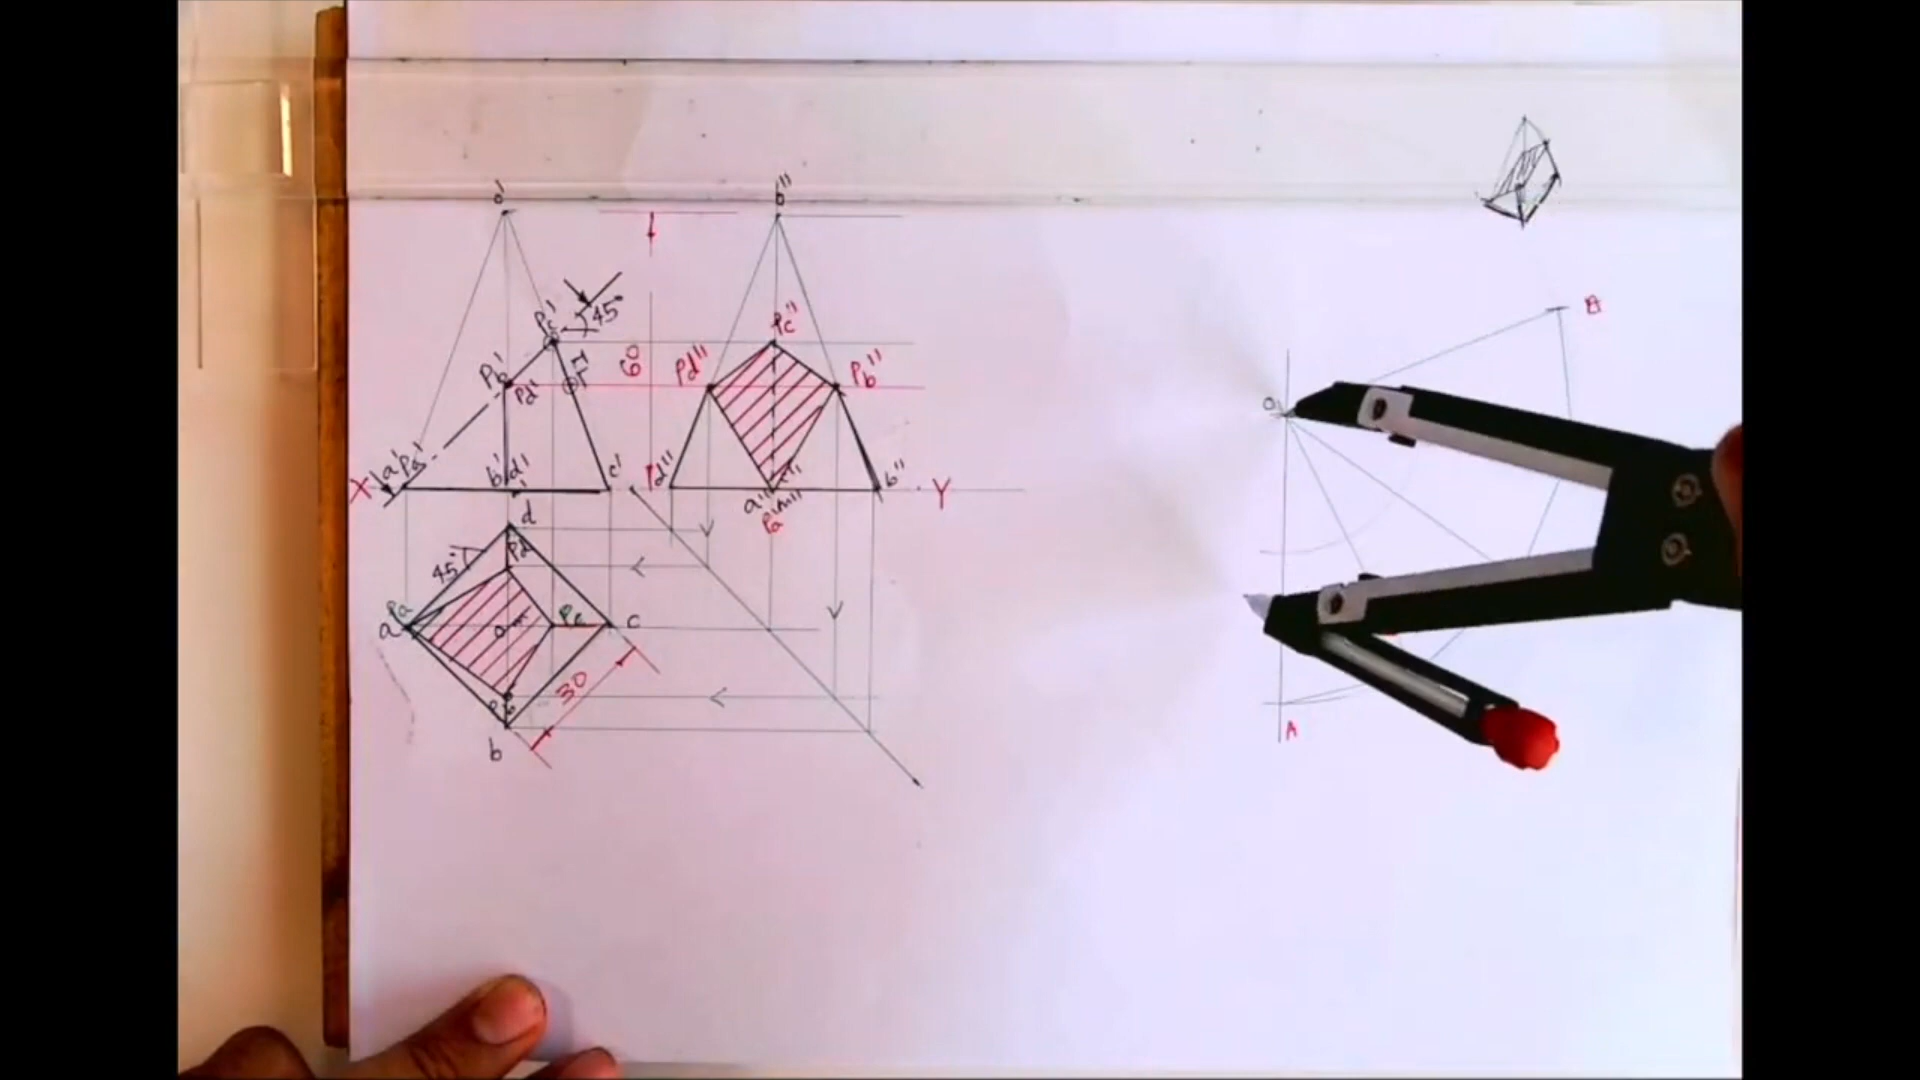 o'
b"
45°
Pc'
Pc"
60
Pb'
Pd'
Pd"
Pb"
a'
Pa'
X
b'
d'
c'
Pd"
a"
b"
Y
Pa
d
Pd
45°
Pa
a
o
Pc
c
30
Pb
b
O
A